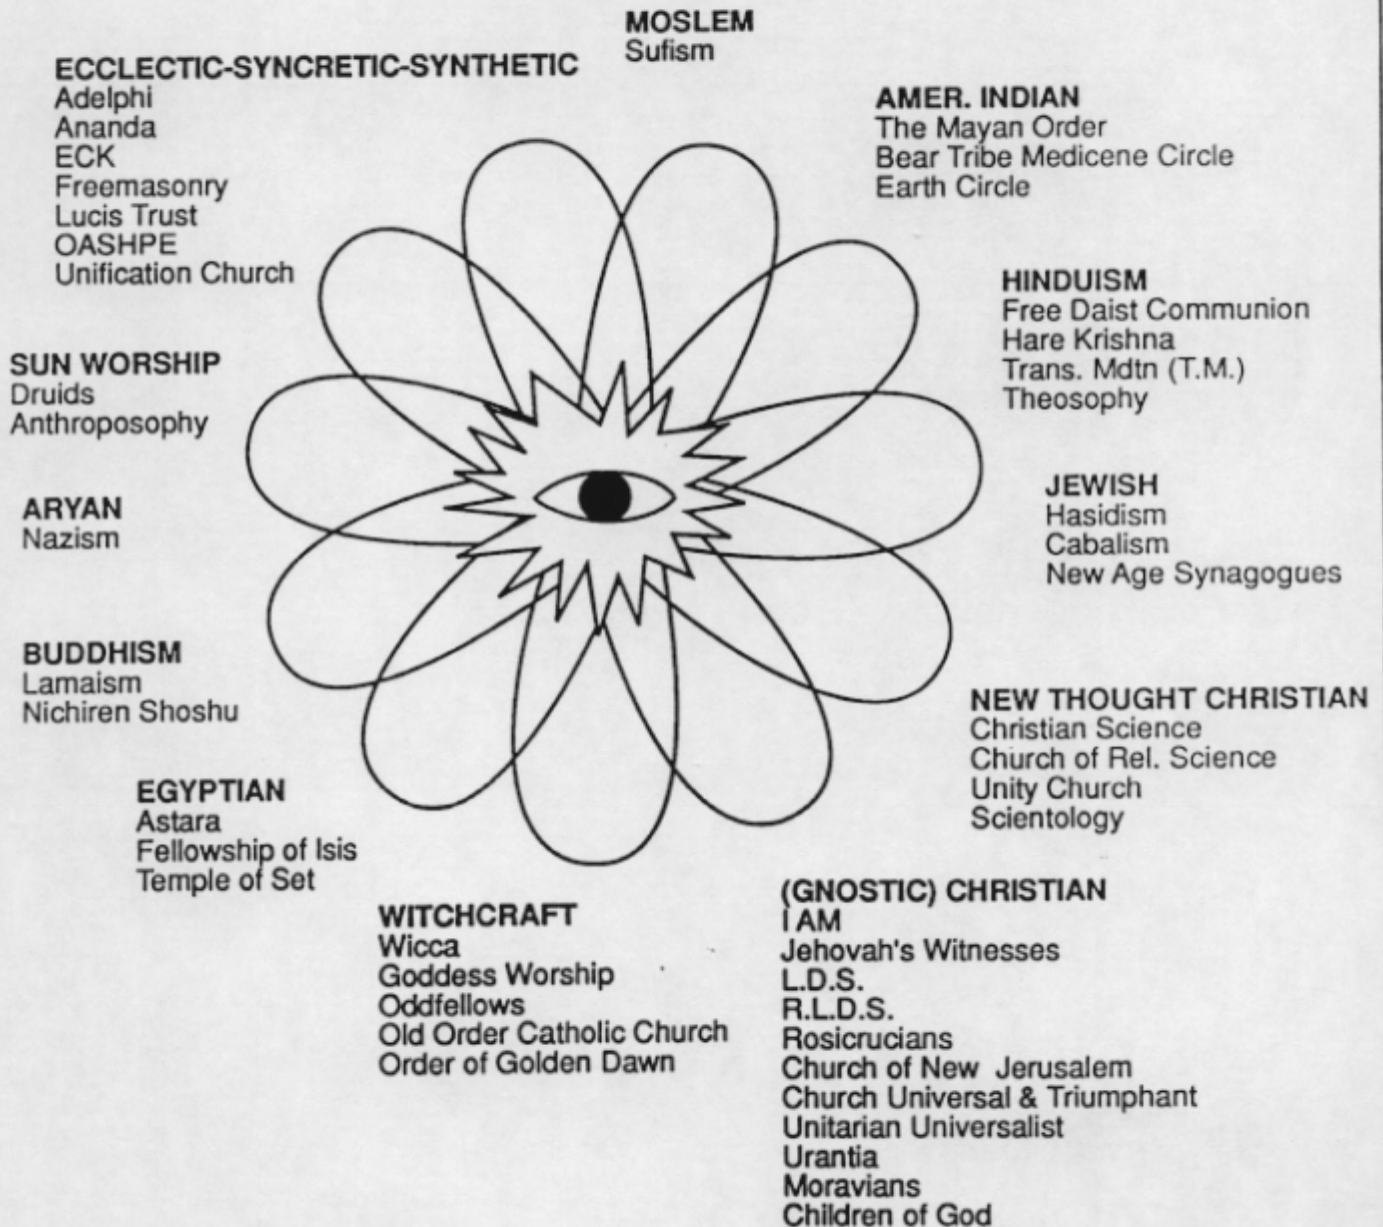 MOSLEM
Sufism
ECCLECTIC-SYNCRETIC-SYNTHETIC
Adelphi
Ananda
ECK
Freemasonry
Lucis Trust
OASHPE
Unification Church
AMER. INDIAN
The Mayan Order
Bear Tribe Medicene Circle
Earth Circle
HINDUISM
Free Daist Communion
Hare Krishna
Trans. Mdtn (T.M.)
Theosophy
SUN WORSHIP
Druids
Anthroposophy
JEWISH
Hasidism
Cabalism
New Age Synagogues
ARYAN
Nazism
BUDDHISM
Lamaism
Nichiren Shoshu
NEW THOUGHT CHRISTIAN
Christian Science
Church of Rel. Science
Unity Church
Scientology
EGYPTIAN
Astara
Fellowship of Isis
Temple of Set
WITCHCRAFT
Wicca
Goddess Worship
Oddfellows
Old Order Catholic Church
Order of Golden Dawn
(GNOSTIC) CHRISTIAN
I AM
Jehovah's Witnesses
L.D.S.
R.L.D.S.
Rosicrucians
Church of New Jerusalem
Church Universal & Triumphant
Unitarian Universalist
Urantia
Moravians
Children of God